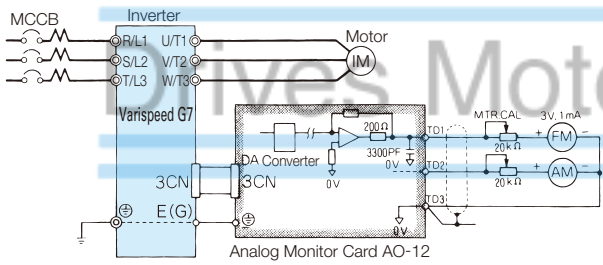 MCCB
Inverter
Motor
R/L1 U/T1
S/L2 V/T2
T/L3 W/T3
IM
Drives Moto
Varispeed G7
3CN
3CN
E(G)
DA Converter
200Ω
3300PF
0V
0V
0V
TD1
TD2
TD3
MTR.CAL
3V, 1mA
20kΩ
20kΩ
+ FM −
+ AM −
Analog Monitor Card AO-12